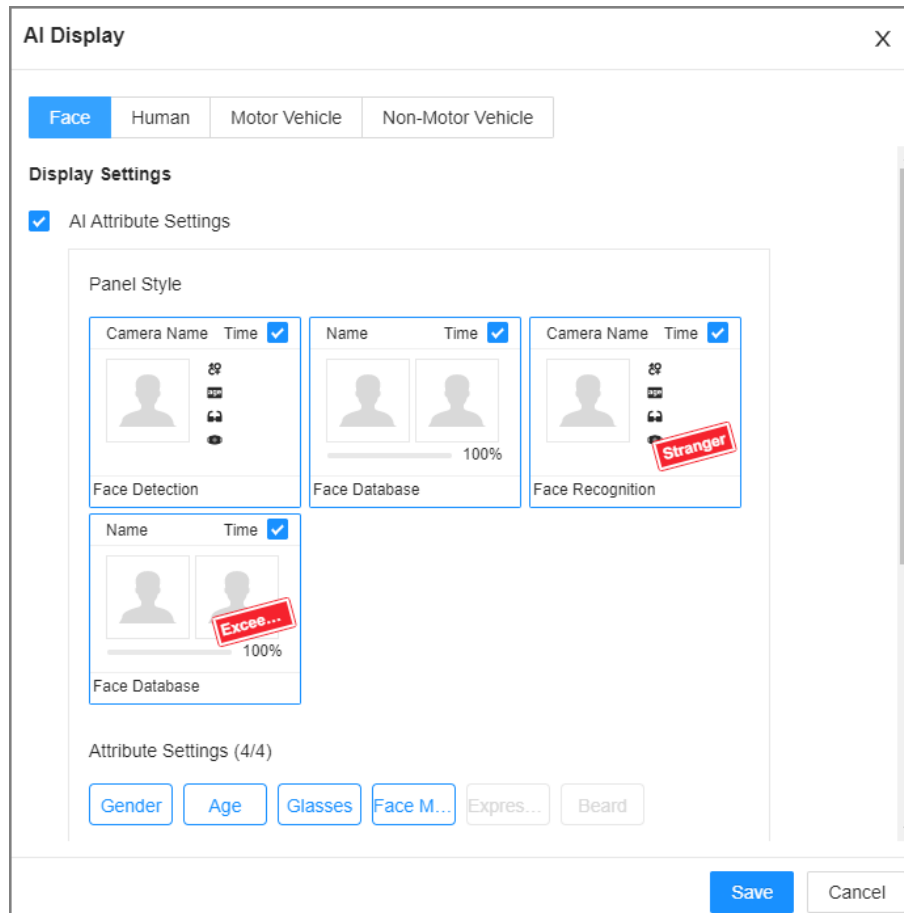 AI Display
X
Face Human Motor Vehicle Non-Motor Vehicle
Display Settings
AI Attribute Settings
Panel Style
Camera Name Time
Name Time
Camera Name Time
age
age
Stranger
100%
Face Detection
Face Database
Face Recognition
Name Time
Excee...
100%
Face Database
Attribute Settings (4/4)
Gender Age Glasses Face M... Expres... Beard
Save Cancel